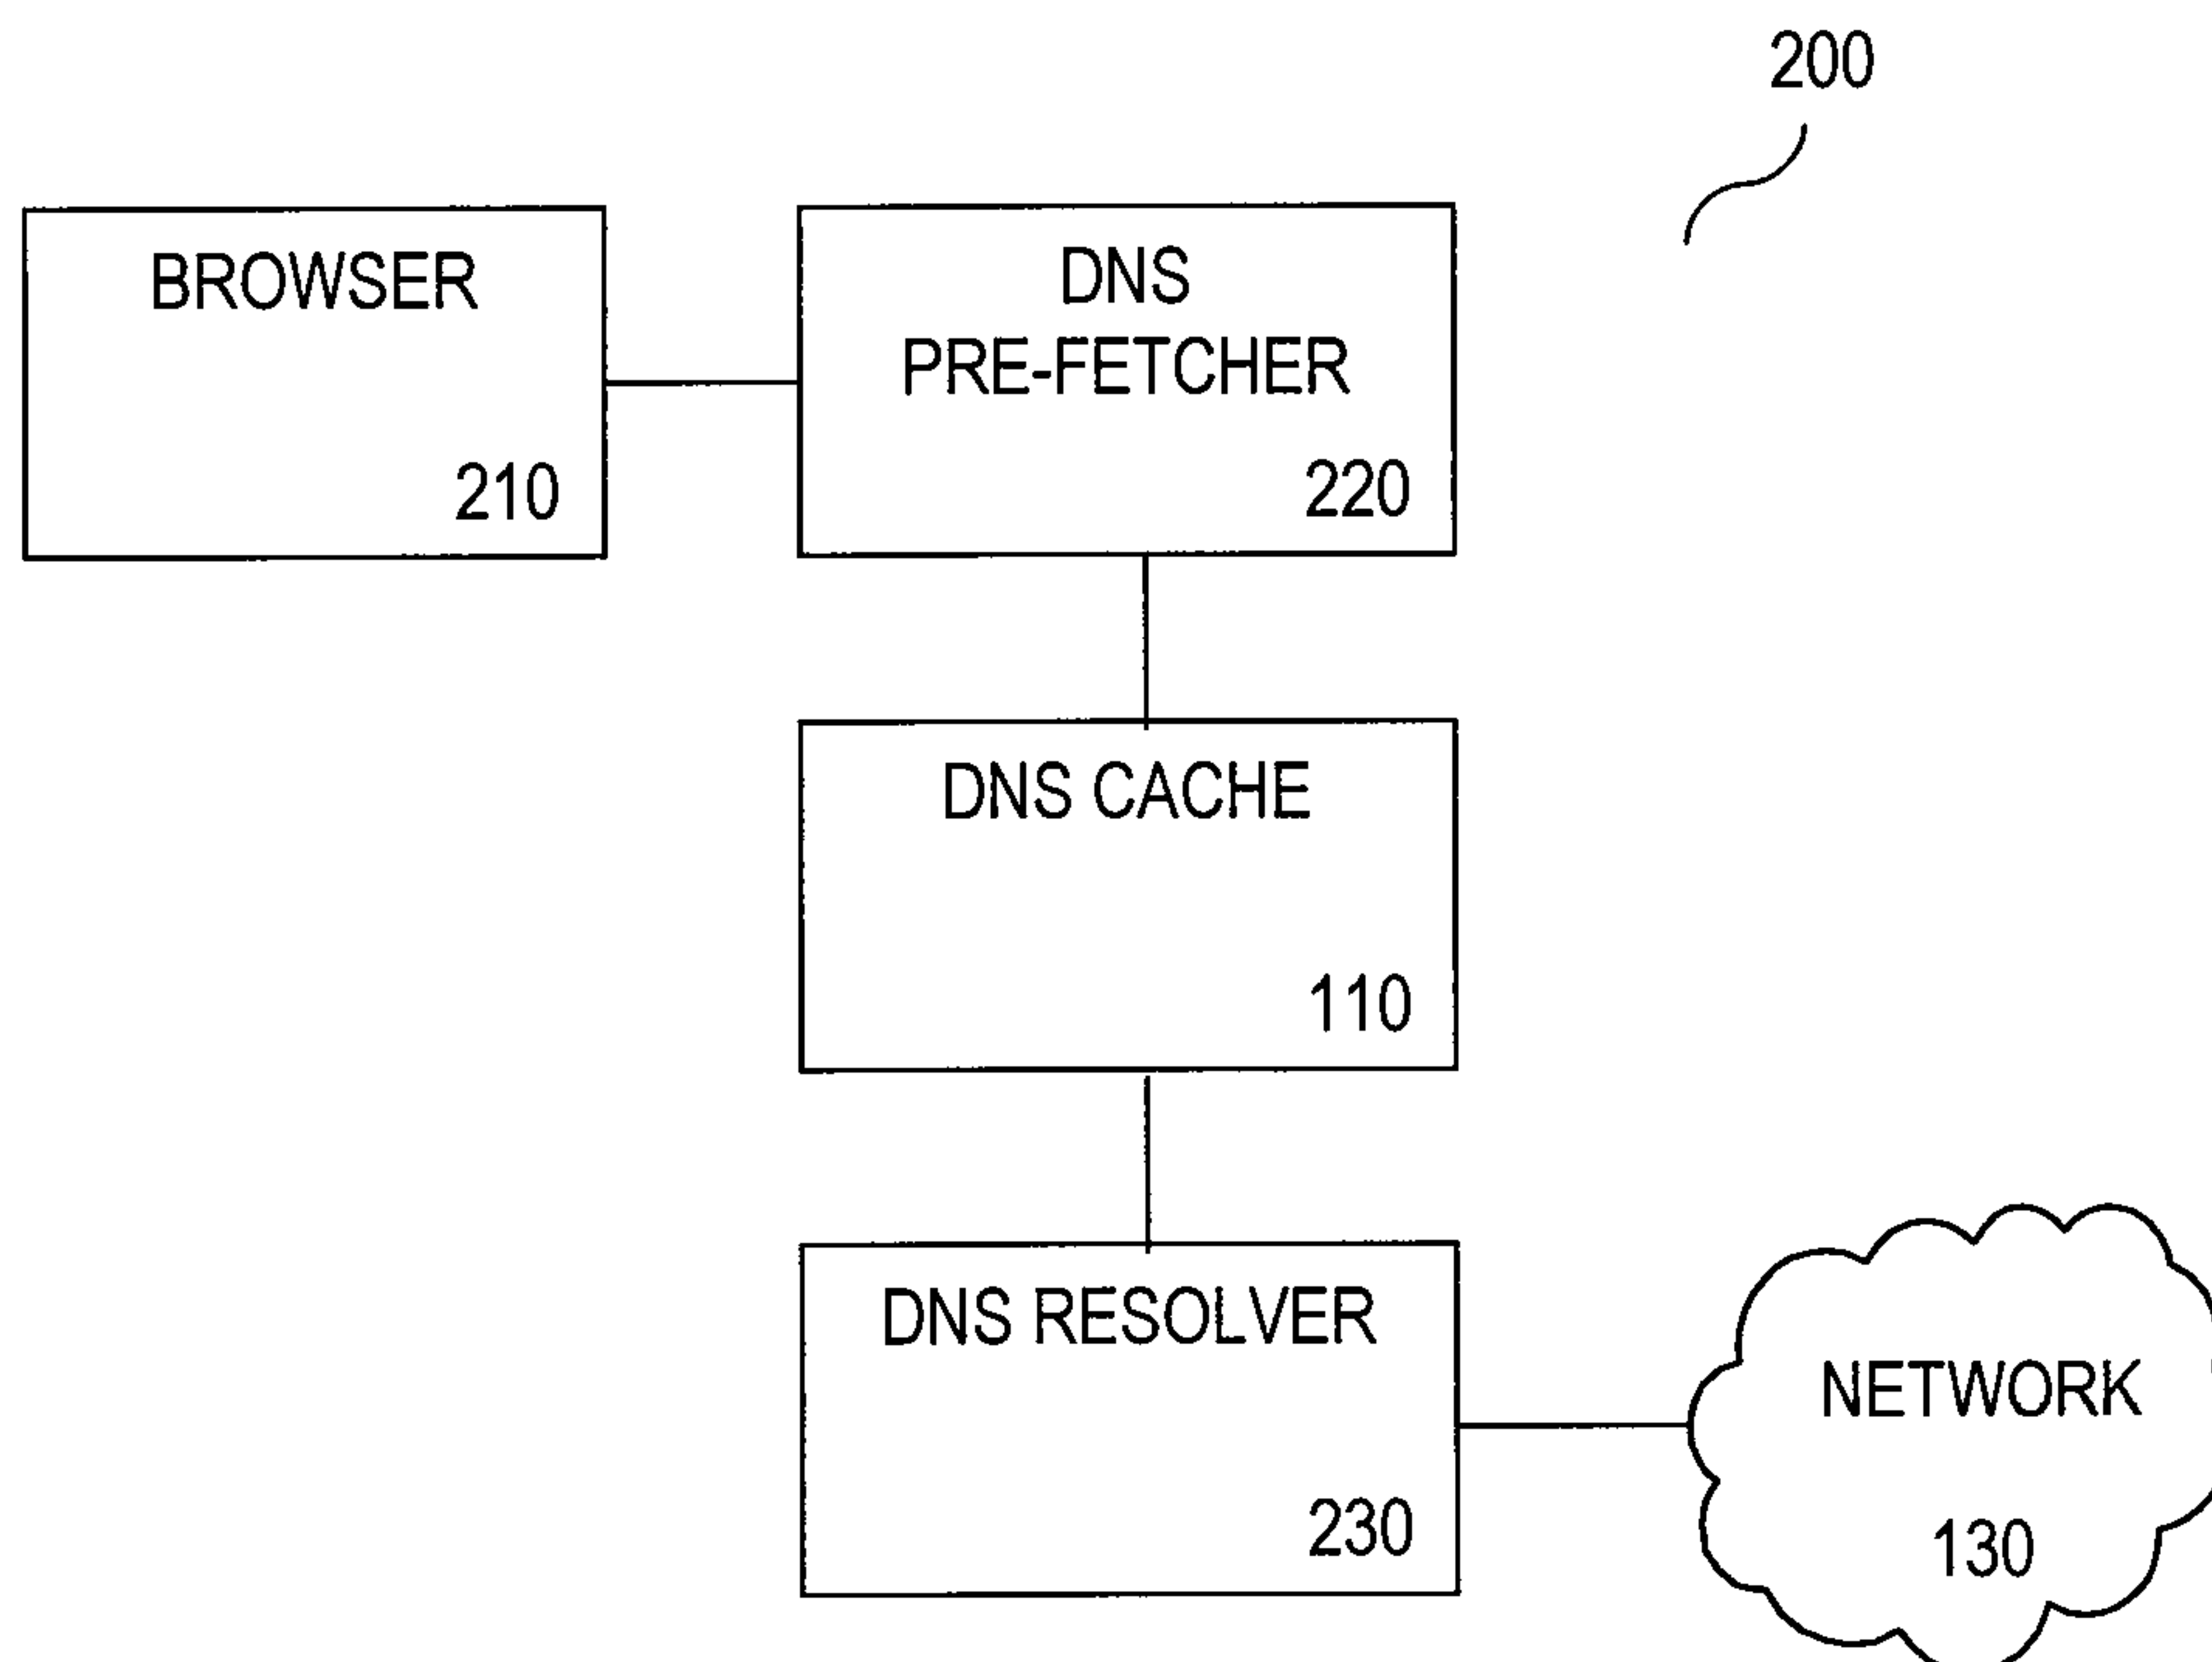 200
BROWSER
210
DNS
PRE-FETCHER
220
DNS CACHE
110
DNS RESOLVER
230
NETWORK
130